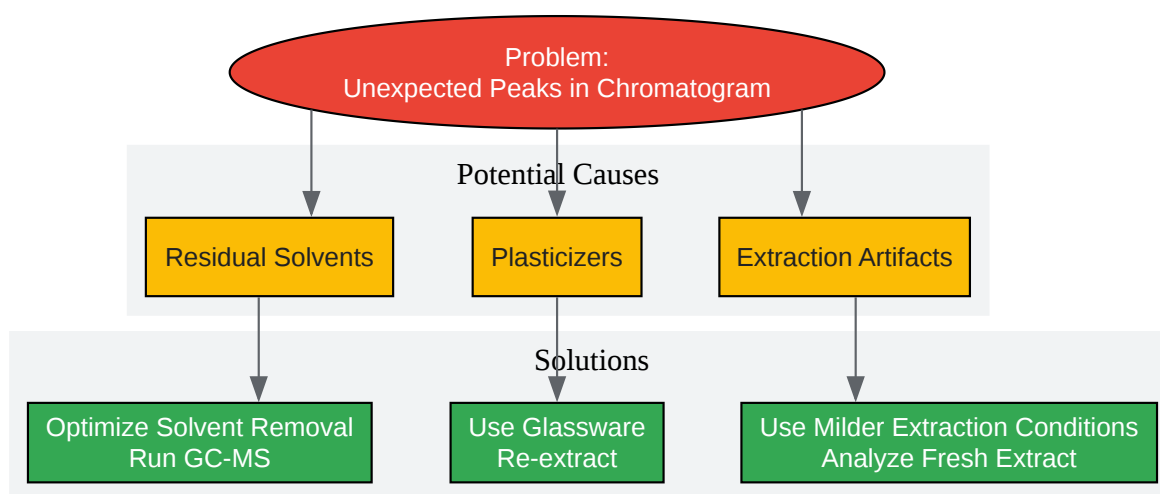 Problem:
Unexpected Peaks in Chromatogram
Potential Causes
Residual Solvents
Plasticizers
Extraction Artifacts
Solutions
Optimize Solvent Removal
Run GC-MS
Use Glassware
Re-extract
Use Milder Extraction Conditions
Analyze Fresh Extract